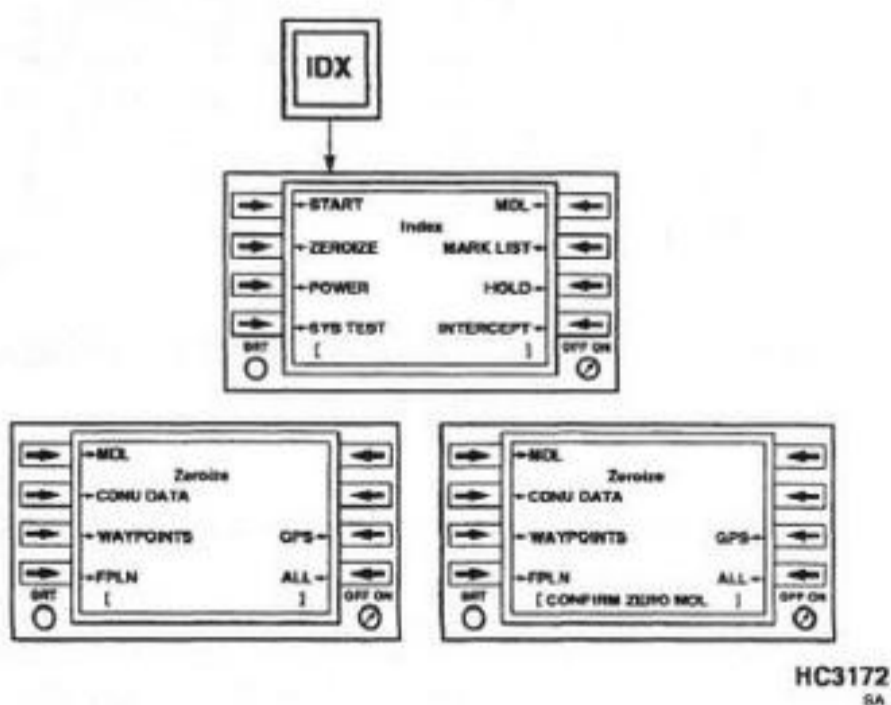 IDX
START MDL
Index
ZEROIZE MARK LIST
POWER HOLD
SYS TEST INTERCEPT
BRT [ ] OFF ON
MDL
Zeroize
CDNU DATA
WAYPOINTS GPS
FPLN ALL
BRT [ ] OFF ON
MDL
Zeroize
CDNU DATA
WAYPOINTS GPS
FPLN ALL
BRT [ CONFIRM ZERO MDL ] OFF ON
HC3172
SA